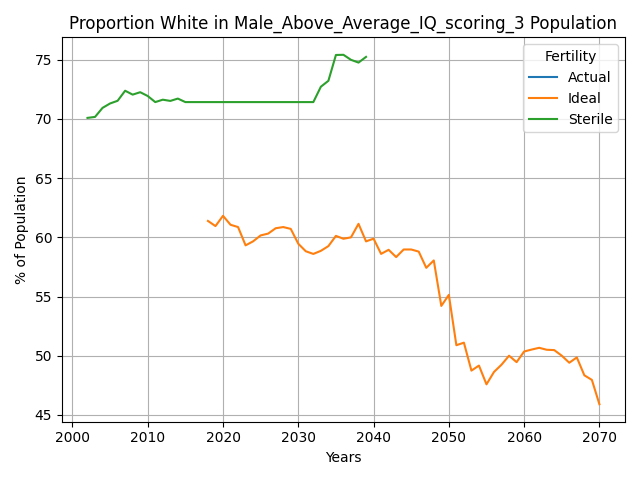 Proportion White in Male_Above_Average_IQ_scoring_3 Population
% of Population
75
70
65
60
55
50
45
Fertility
Actual
Ideal
Sterile
2000 2010 2020 2030 2040 2050 2060 2070
Years